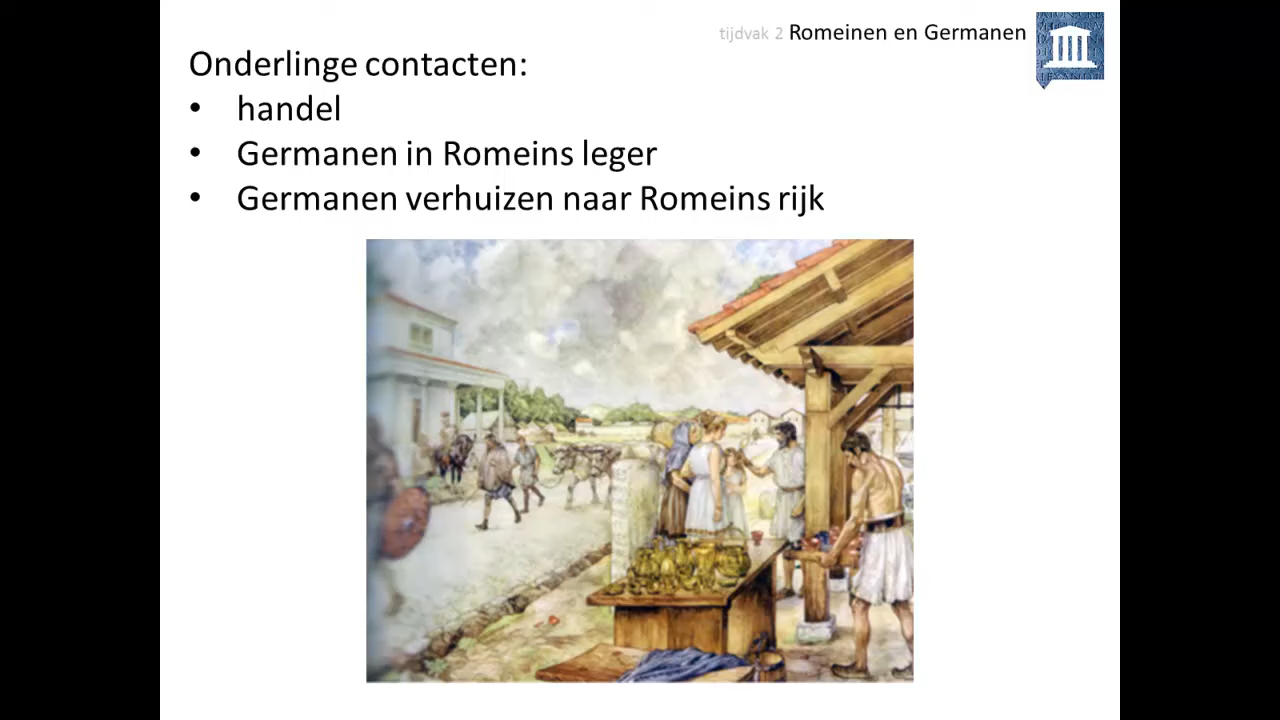 tijdvak 2 Romeinen en Germanen
Onderlinge contacten:
• handel
• Germanen in Romeins leger
• Germanen verhuizen naar Romeins rijk